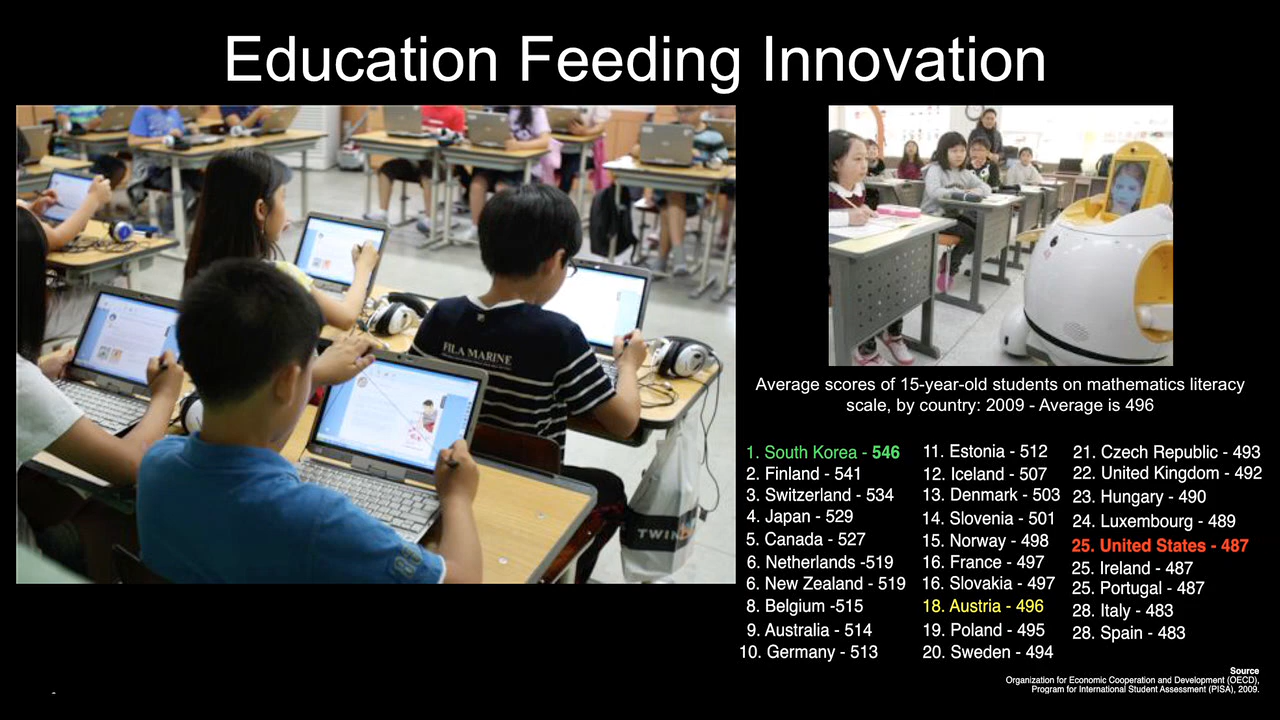 Education Feeding Innovation
FILA MARINE
TWIN
Average scores of 15-year-old students on mathematics literacy
scale, by country: 2009 - Average is 496
1. South Korea - 546
2. Finland - 541
3. Switzerland - 534
4. Japan - 529
5. Canada - 527
6. Netherlands -519
6. New Zealand - 519
8. Belgium -515
9. Australia - 514
10. Germany - 513
11. Estonia - 512
12. Iceland - 507
13. Denmark - 503
14. Slovenia - 501
15. Norway - 498
16. France - 497
16. Slovakia - 497
18. Austria - 496
19. Poland - 495
20. Sweden - 494
21. Czech Republic - 493
22. United Kingdom - 492
23. Hungary - 490
24. Luxembourg - 489
25. United States - 487
25. Ireland - 487
25. Portugal - 487
28. Italy - 483
28. Spain - 483
Source
Organization for Economic Cooperation and Development (OECD),
Program for International Student Assessment (PISA), 2009.